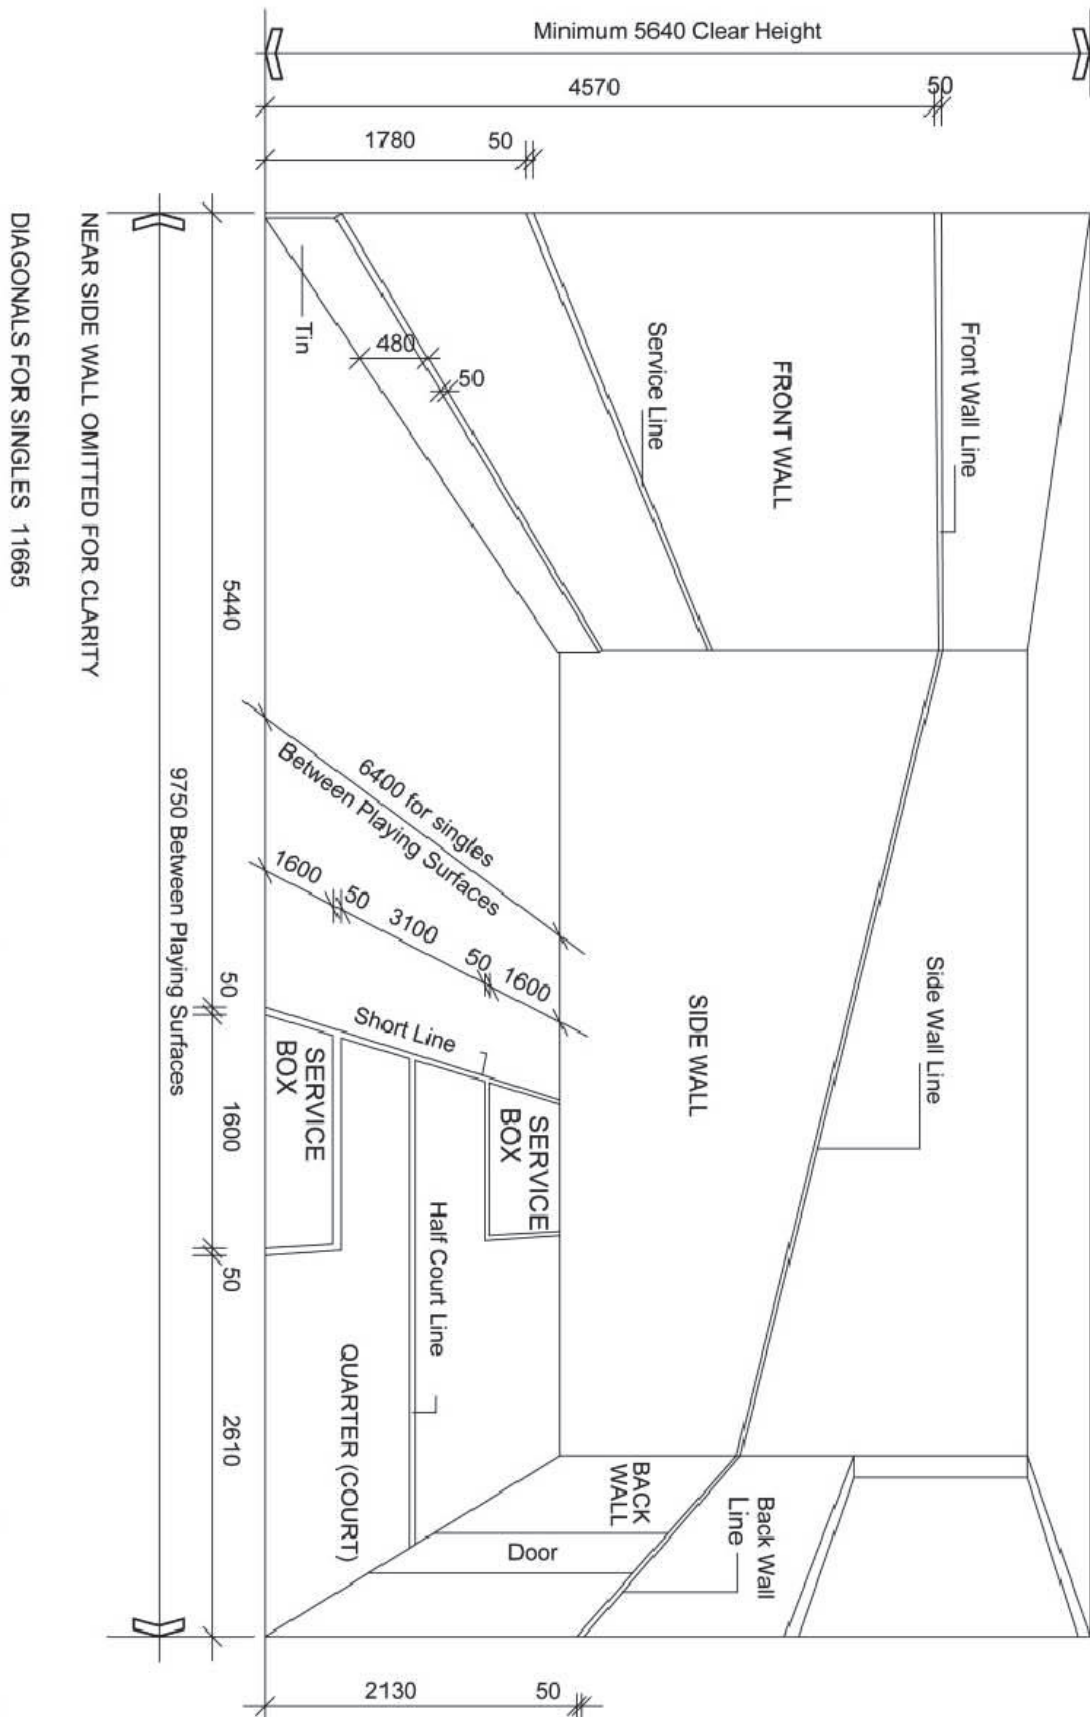 Minimum 5640 Clear Height
4570
50
1780
50
Front Wall Line
FRONT WALL
Service Line
480
50
Tin
Side Wall Line
SIDE WALL
6400 for singles
Between Playing Surfaces
1600
50
3100
50
1600
Short Line
SERVICE
BOX
SERVICE
BOX
Half Court Line
QUARTER (COURT)
BACK
WALL
Back Wall
Line
Door
2130
50
5440
50
1600
50
2610
9750 Between Playing Surfaces
NEAR SIDE WALL OMITTED FOR CLARITY
DIAGONALS FOR SINGLES 11665